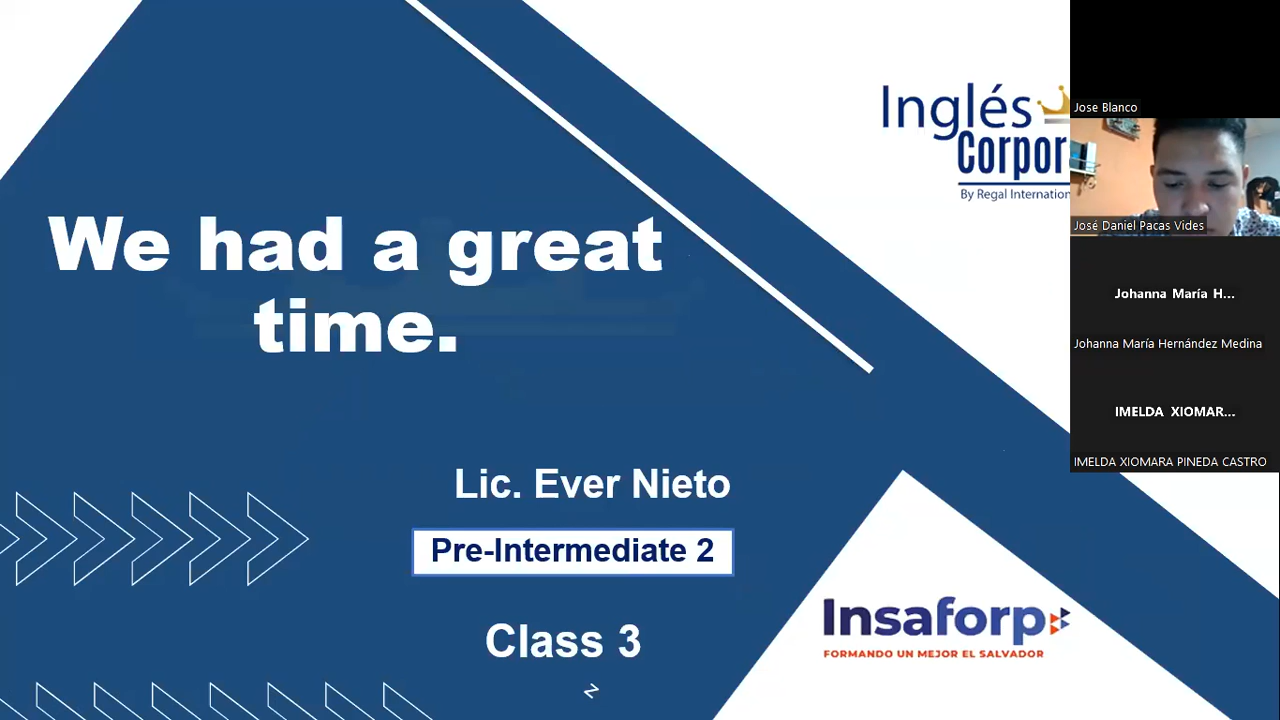 Inglés
Corpor
By Regal Internation
We had a great
time.
Lic. Ever Nieto
Pre-Intermediate 2
Class 3
Insaforp
FORMANDO UN MEJOR EL SALVADOR
Jose Blanco
José Daniel Pacas Vides
Johanna María H...
Johanna María Hernández Medina
IMELDA XIOMAR...
IMELDA XIOMARA PINEDA CASTRO